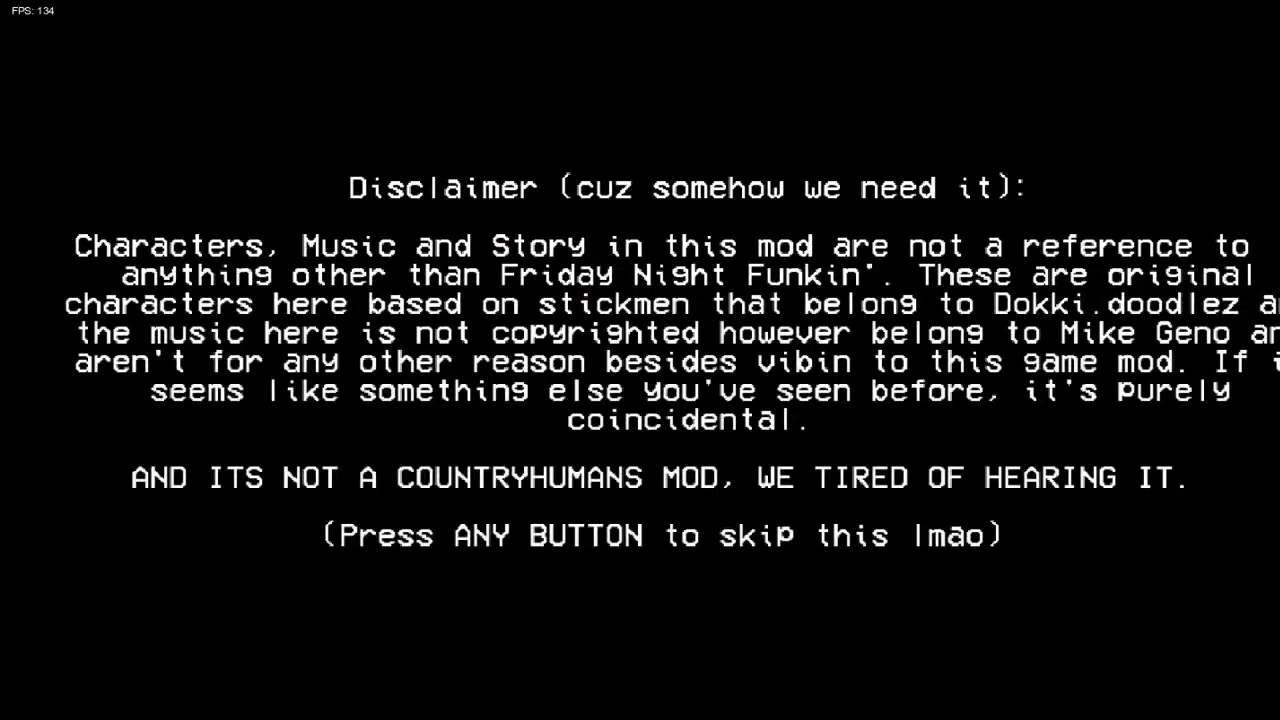 FPS: 134
Disclaimer (cuz somehow we need it):
Characters, Music and Story in this mod are not a reference to
anything other than Friday Night Funkin'. These are original
characters here based on stickmen that belong to Dokki.doodlez
the music here is not copyrighted however belong to Mike Geno
aren't for any other reason besides vibin to this game mod. If
seems like something else you've seen before, it's purely
coincidental.
AND ITS NOT A COUNTRYHUMANS MOD, WE TIRED OF HEARING IT.
(Press ANY BUTTON to skip this lmao)